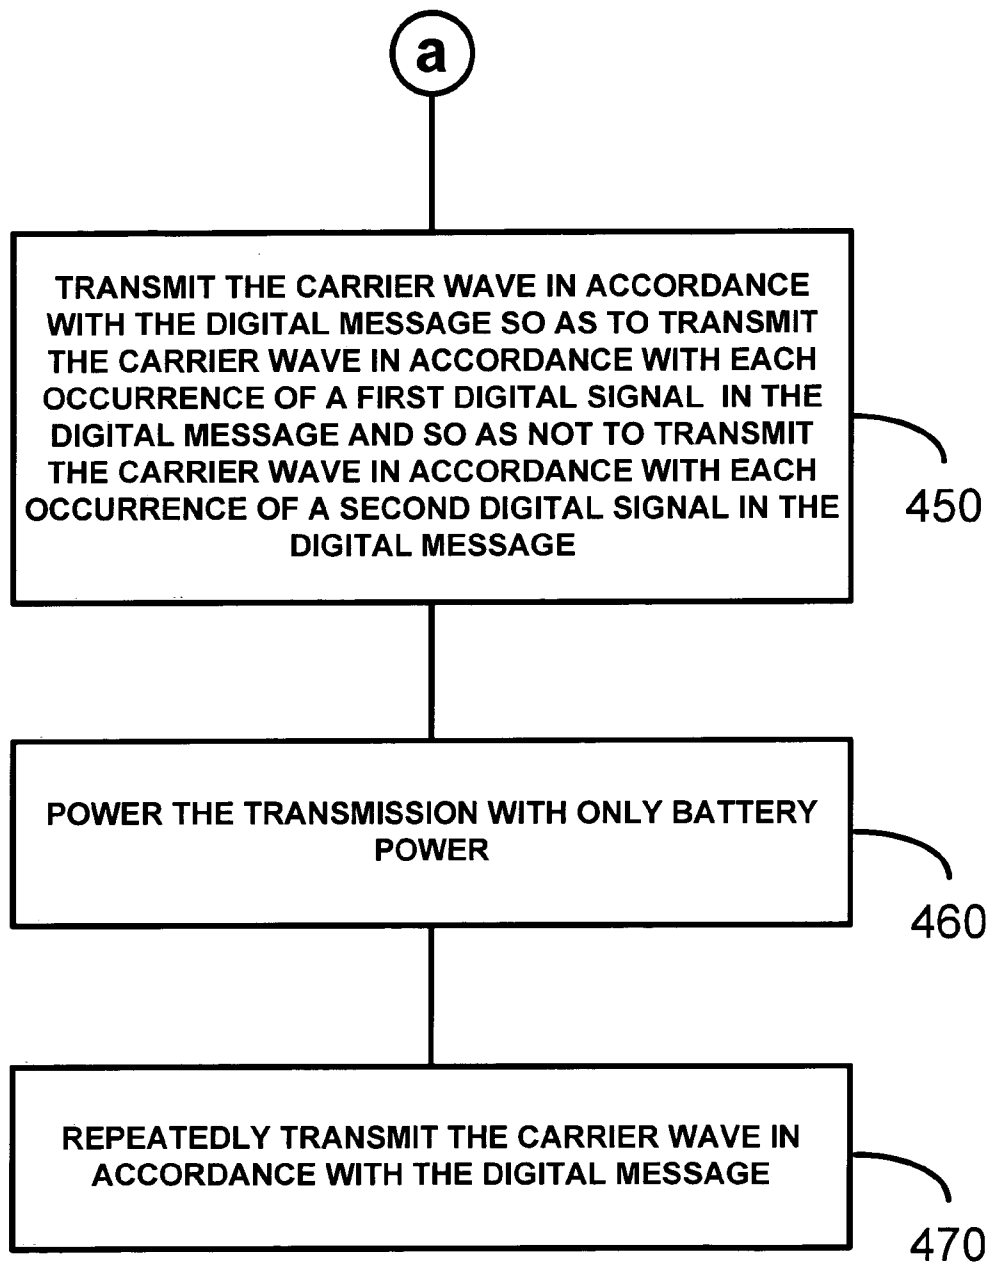 a
TRANSMIT THE CARRIER WAVE IN ACCORDANCE
WITH THE DIGITAL MESSAGE SO AS TO TRANSMIT
THE CARRIER WAVE IN ACCORDANCE WITH EACH
OCCURRENCE OF A FIRST DIGITAL SIGNAL IN THE
DIGITAL MESSAGE AND SO AS NOT TO TRANSMIT
THE CARRIER WAVE IN ACCORDANCE WITH EACH
OCCURRENCE OF A SECOND DIGITAL SIGNAL IN THE
DIGITAL MESSAGE
450
POWER THE TRANSMISSION WITH ONLY BATTERY
POWER
460
REPEATEDLY TRANSMIT THE CARRIER WAVE IN
ACCORDANCE WITH THE DIGITAL MESSAGE
470